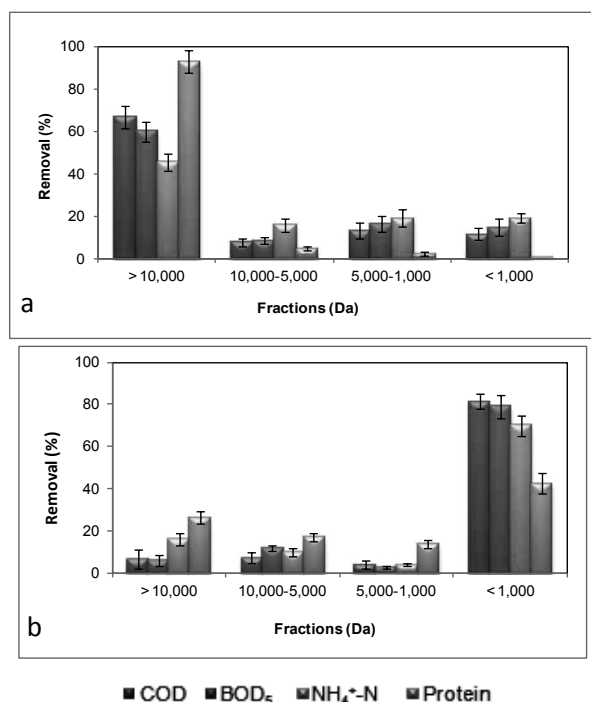 100
80
60
40
20
0
Removal (%)
> 10,000 10,000-5,000 5,000-1,000 < 1,000
Fractions (Da)
a
100
80
60
40
20
0
Removal (%)
> 10,000 10,000-5,000 5,000-1,000 < 1,000
Fractions (Da)
b
COD BOD₅ NH₄⁺-N Protein